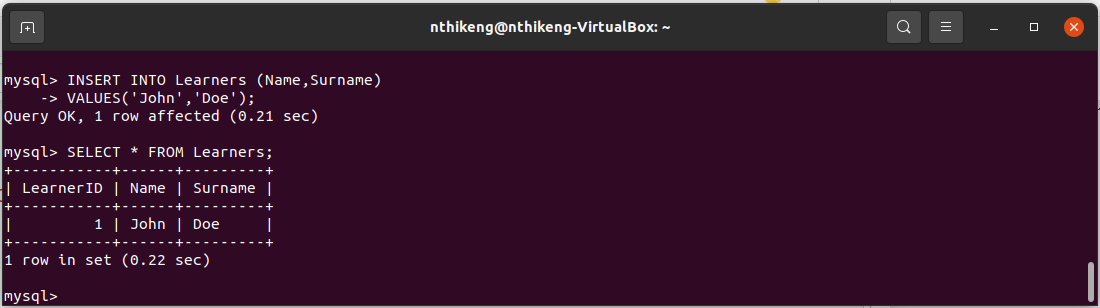 nthikeng@nthikeng-VirtualBox: ~
mysql> INSERT INTO Learners (Name,Surname)
    -> VALUES('John','Doe');
Query OK, 1 row affected (0.21 sec)
mysql> SELECT * FROM Learners;
+-----------+------+---------+
| LearnerID | Name | Surname |
+-----------+------+---------+
|         1 | John | Doe     |
+-----------+------+---------+
1 row in set (0.22 sec)
mysql>